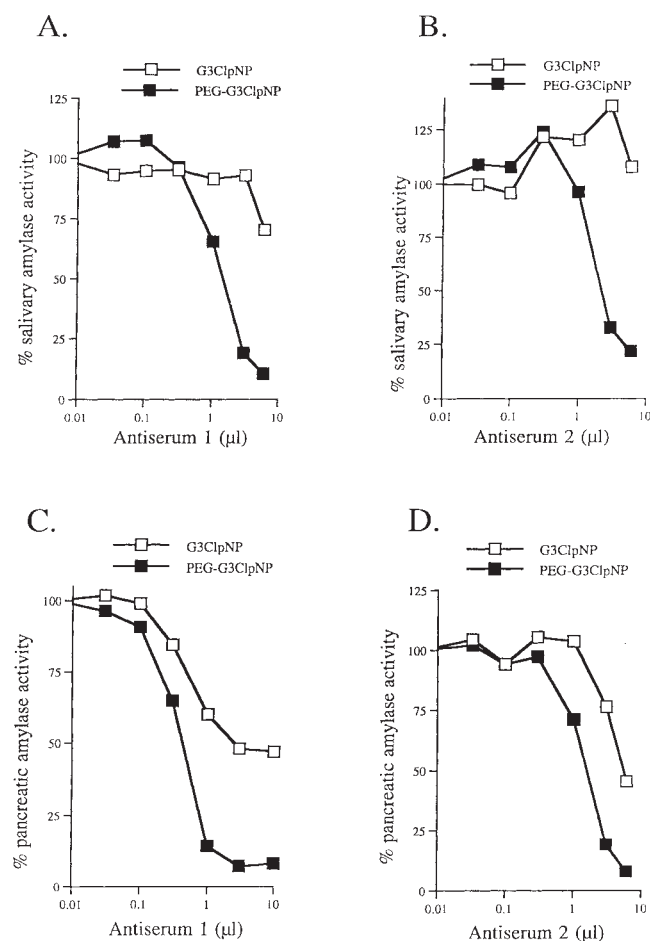 A.
G3ClpNP
PEG-G3ClpNP
125
100
75
50
25
0
0.01
0.1
1
10
% salivary amylase activity
Antiserum 1 (µl)
B.
G3ClpNP
PEG-G3ClpNP
125
100
75
50
25
0
0.01
0.1
1
10
% salivary amylase activity
Antiserum 2 (µl)
C.
G3ClpNP
PEG-G3ClpNP
100
75
50
25
0
0.01
0.1
1
10
% pancreatic amylase activity
Antiserum 1 (µl)
D.
G3ClpNP
PEG-G3ClpNP
125
100
75
50
25
0
0.01
0.1
1
10
% pancreatic amylase activity
Antiserum 2 (µl)